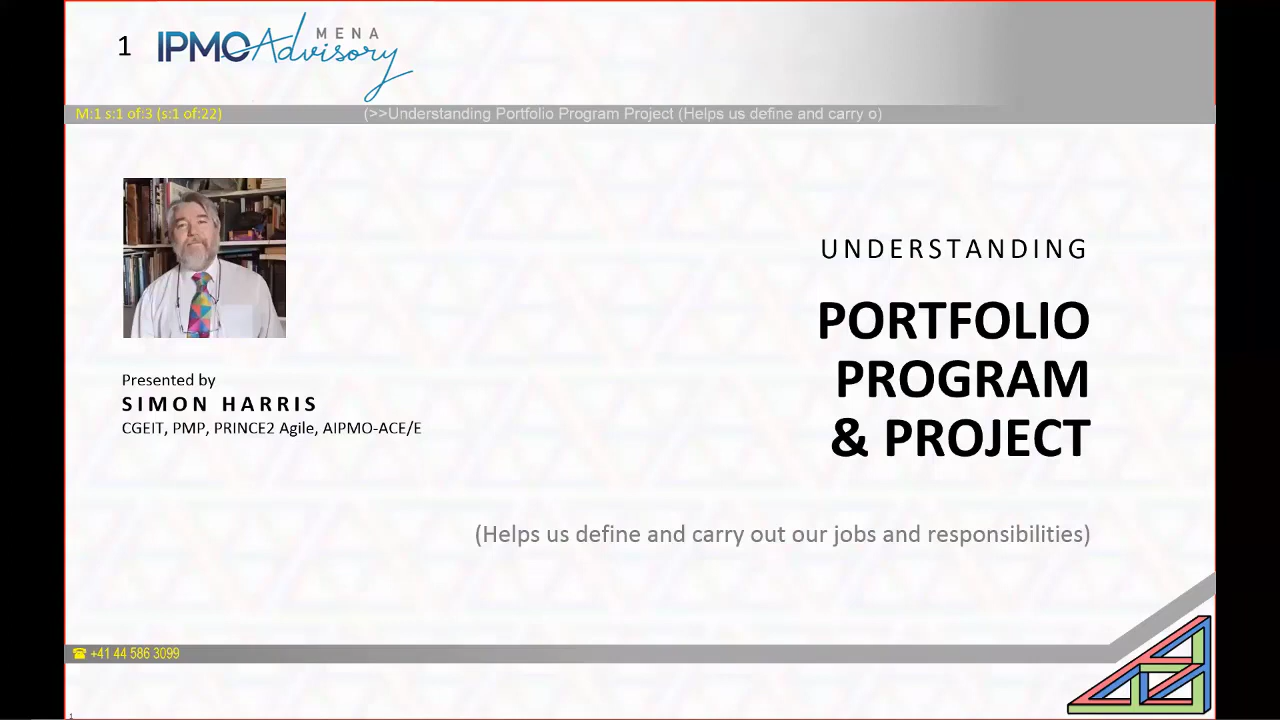 1
IPMO Advisory
MENA
M:1 s:1 of:3 (s:1 of:22)
(>>Understanding Portfolio Program Project (Helps us define and carry o)
UNDERSTANDING
PORTFOLIO
PROGRAM
& PROJECT
Presented by
SIMON HARRIS
CGEIT, PMP, PRINCE2 Agile, AIPMO-ACE/E
(Helps us define and carry out our jobs and responsibilities)
☎ +41 44 586 3099
1